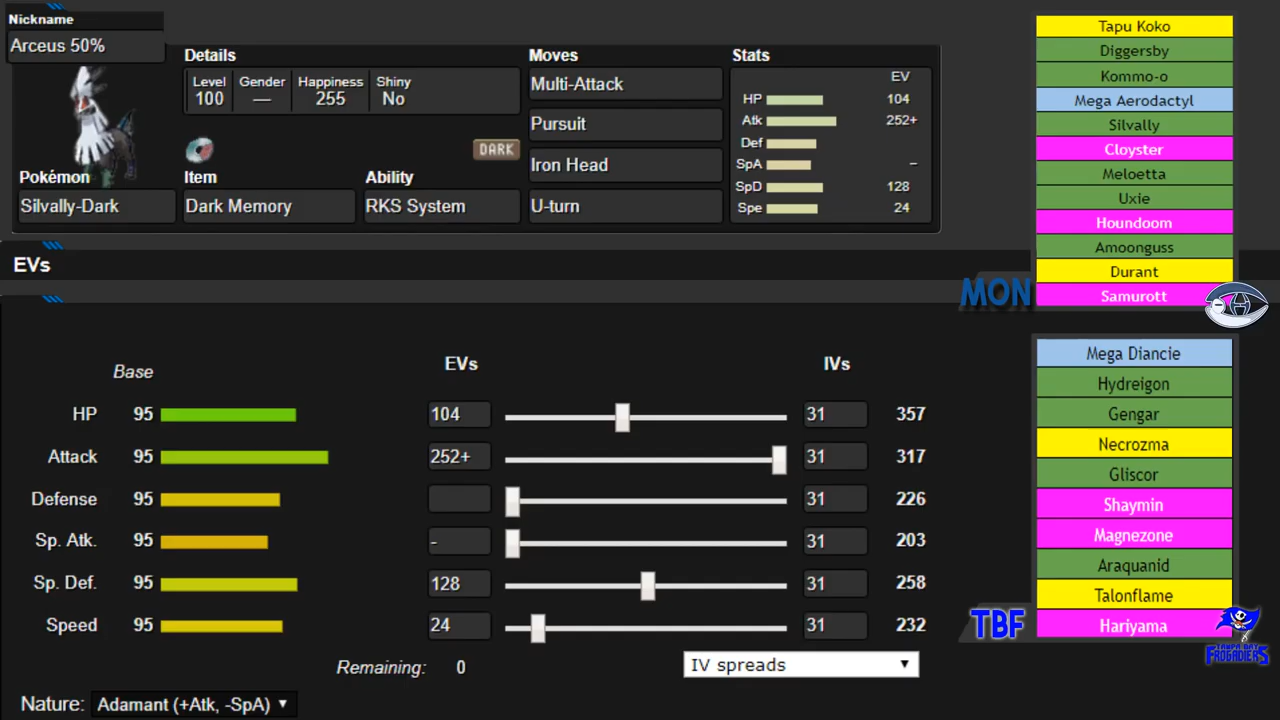 Nickname
Arceus 50%
Details
Level Gender Happiness Shiny
100 — 255 No
DARK
Pokémon Item Ability
Silvally-Dark Dark Memory RKS System
Moves
Multi-Attack
Pursuit
Iron Head
U-turn
Stats
EV
HP 104
Atk 252+
Def
SpA –
SpD 128
Spe 24
EVs
Base EVs IVs
HP 95 104 31 357
Attack 95 252+ 31 317
Defense 95 31 226
Sp. Atk. 95 - 31 203
Sp. Def. 95 128 31 258
Speed 95 24 31 232
Remaining: 0
IV spreads
Nature: Adamant (+Atk, -SpA)
Tapu Koko
Diggersby
Kommo-o
Mega Aerodactyl
Silvally
Cloyster
Meloetta
Uxie
Houndoom
Amoonguss
Durant
Samurott
MON
Mega Diancie
Hydreigon
Gengar
Necrozma
Gliscor
Shaymin
Magnezone
Araquanid
Talonflame
Hariyama
TBF
TAMPA BAY
FROGADIERS